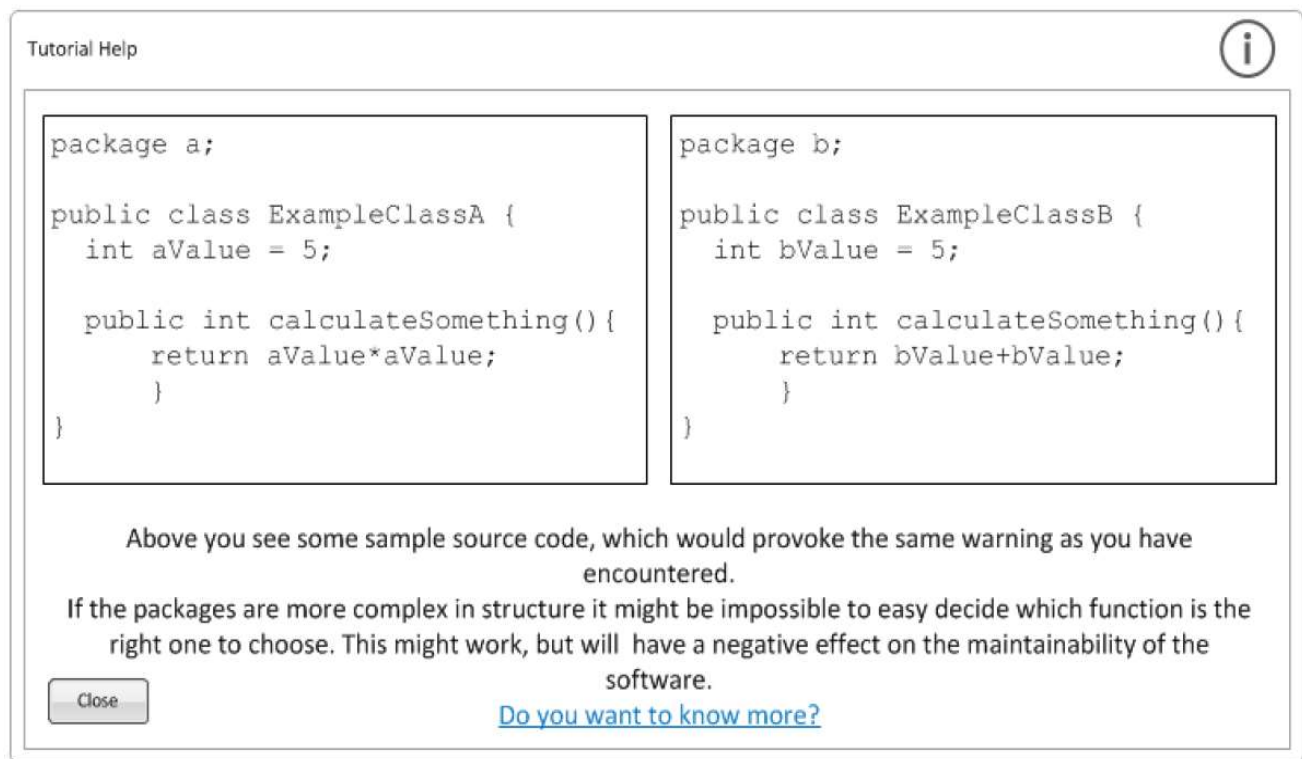 Tutorial Help
i
package a;
public class ExampleClassA {
int aValue = 5;
public int calculateSomething(){
return aValue*aValue;
}
}
package b;
public class ExampleClassB {
int bValue = 5;
public int calculateSomething(){
return bValue+bValue;
}
}
Above you see some sample source code, which would provoke the same warning as you have
encountered.
If the packages are more complex in structure it might be impossible to easy decide which function is the
right one to choose. This might work, but will have a negative effect on the maintainability of the
software.
Close
Do you want to know more?